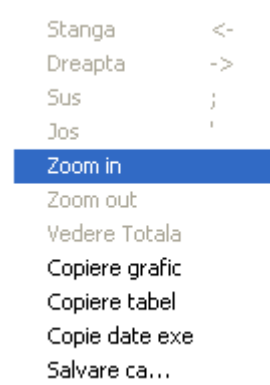 Stanga <-
Dreapta ->
Sus ;
Jos '
Zoom in
Zoom out
Vedere Totala
Copiere grafic
Copiere tabel
Copie date exe
Salvare ca...